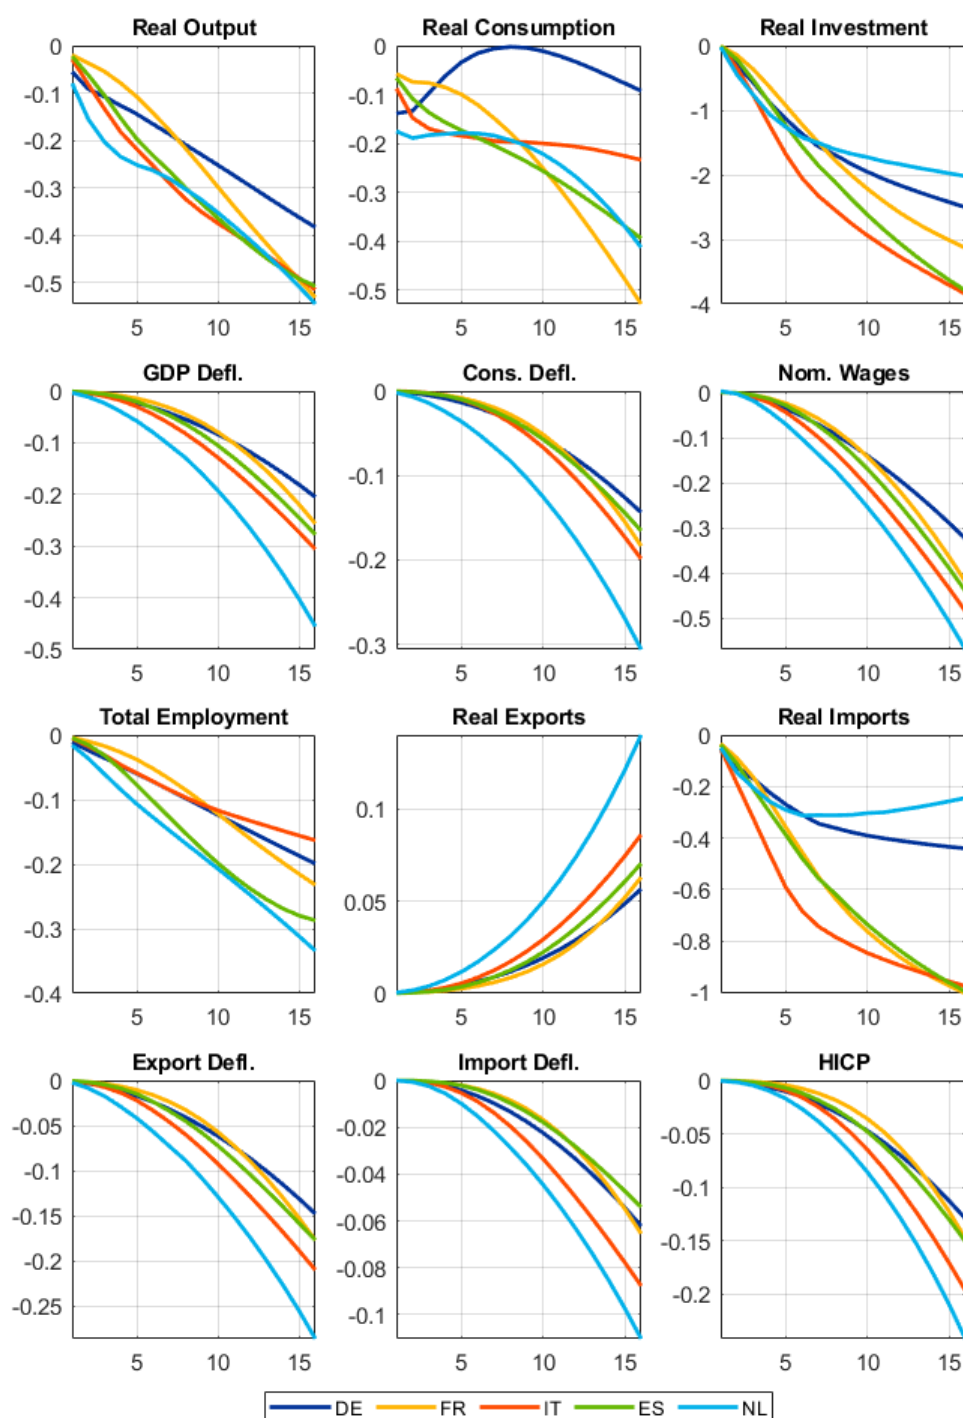 Real Output Real Consumption Real Investment
0 0 0
-0.1 -0.1 -1
-0.2 -0.2 -2
-0.3 -0.3 -3
-0.4 -0.4 -4
-0.5 -0.5
5 10 15 5 10 15 5 10 15
GDP Defl. Cons. Defl. Nom. Wages
0 0 0
-0.1 -0.1 -0.1
-0.2 -0.2 -0.2
-0.3 -0.3 -0.3
-0.4 -0.4
-0.5 -0.5
5 10 15 5 10 15 5 10 15
Total Employment Real Exports Real Imports
0 0.1 0
-0.1 0.05 -0.2
-0.2 0 -0.4
-0.3 -0.6
-0.4 -0.8
-1
5 10 15 5 10 15 5 10 15
Export Defl. Import Defl. HICP
0 0 0
-0.05 -0.02 -0.05
-0.1 -0.04 -0.1
-0.15 -0.06 -0.15
-0.2 -0.08 -0.2
-0.25 -0.1
5 10 15 5 10 15 5 10 15
DE FR IT ES NL